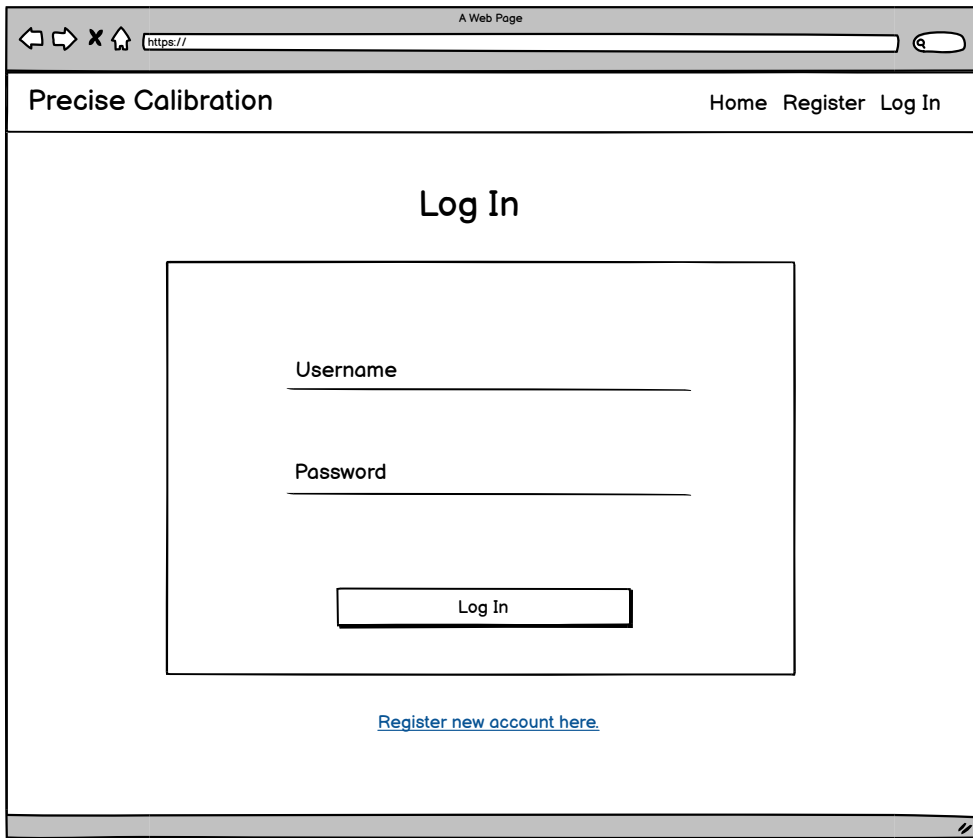 A Web Page
https://
Precise Calibration
Home Register Log In
Log In
Username
Password
Log In
Register new account here.